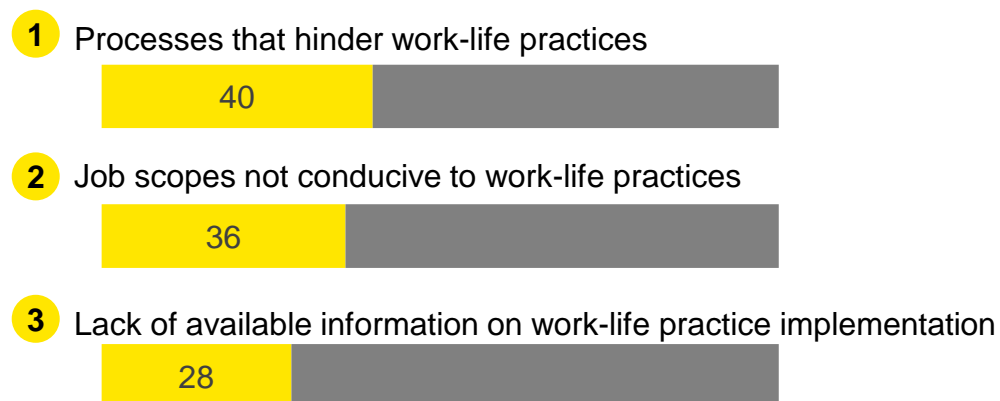 1 Processes that hinder work-life practices
40
2 Job scopes not conducive to work-life practices
36
3 Lack of available information on work-life practice implementation
28